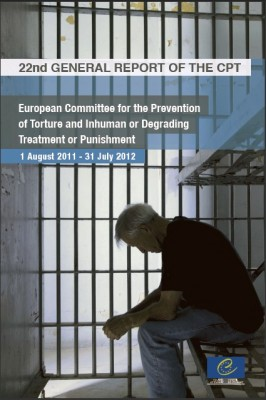 22nd GENERAL REPORT OF THE CPT
European Committee for the Prevention
of Torture and Inhuman or Degrading
Treatment or Punishment
1 August 2011 - 31 July 2012